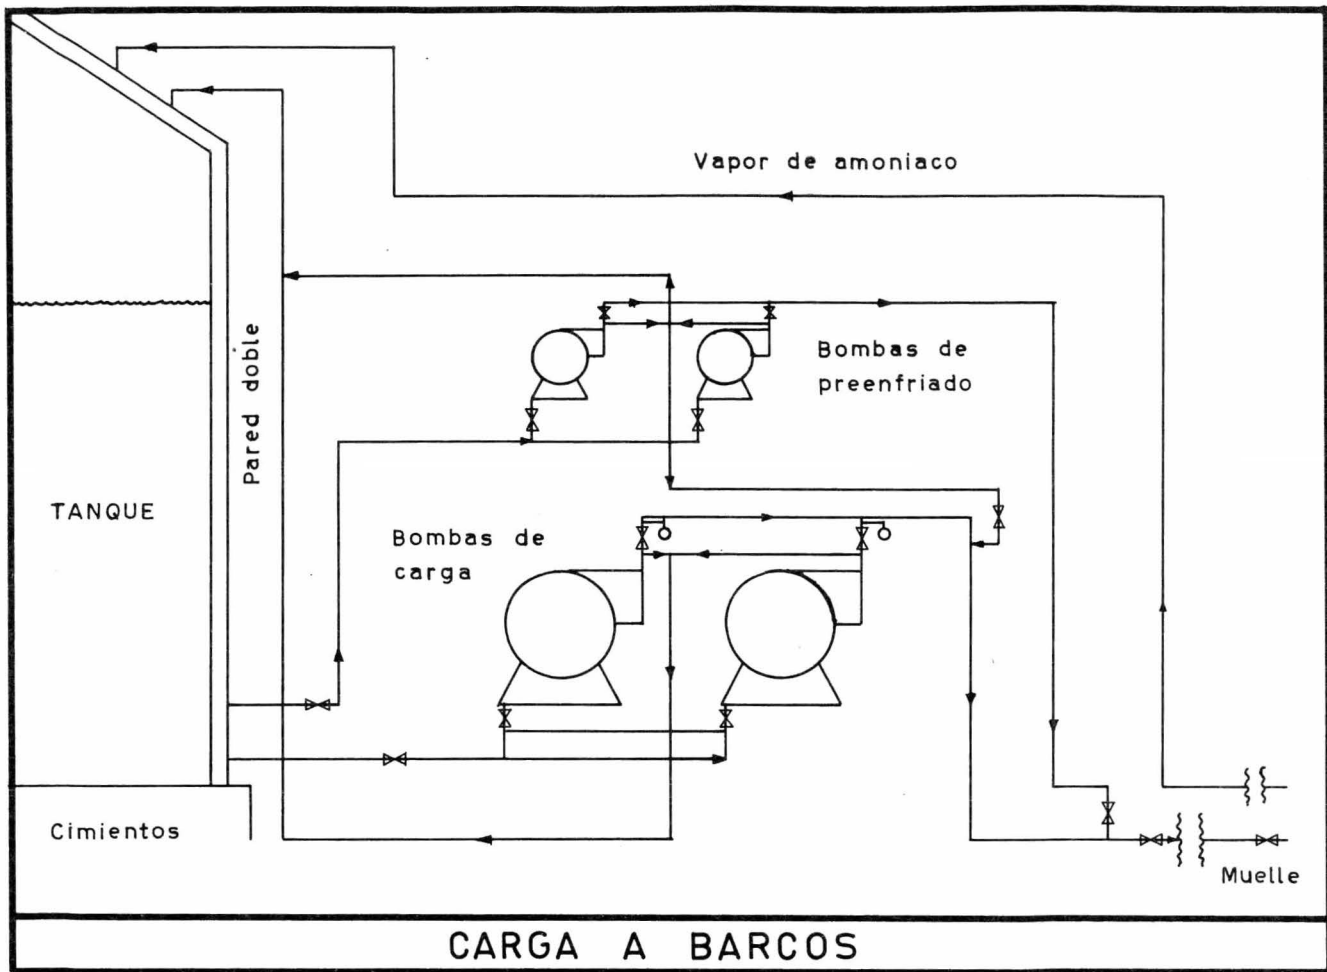 Vapor de amoniaco
Pared doble
Bombas de
preenfriado
TANQUE
Bombas de
carga
Cimientos
Muelle
CARGA A BARCOS